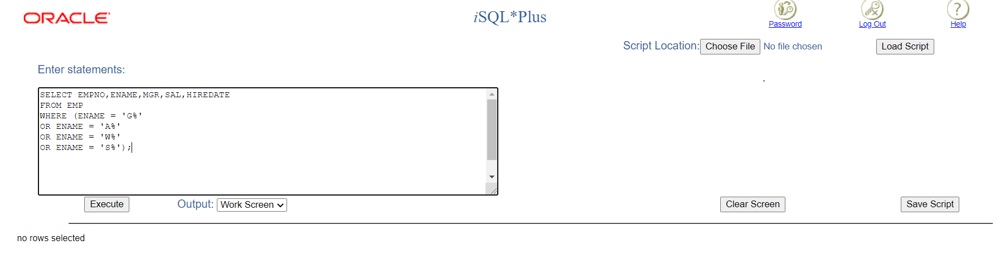 ORACLE
iSQL*Plus
Password
Log Out
?
Help
Script Location: Choose File No file chosen
Load Script
Enter statements:
SELECT EMPNO,ENAME,MGR,SAL,HIREDATE
FROM EMP
WHERE (ENAME = 'G%'
OR ENAME = 'A%'
OR ENAME = 'W%'
OR ENAME = 'S%');
Execute
Output: Work Screen
Clear Screen
Save Script
no rows selected